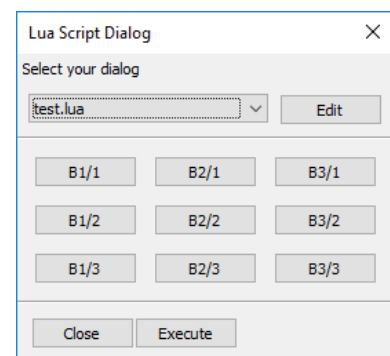 Lua Script Dialog
Select your dialog
test.lua Edit
B1/1 B2/1 B3/1
B1/2 B2/2 B3/2
B1/3 B2/3 B3/3
Close Execute